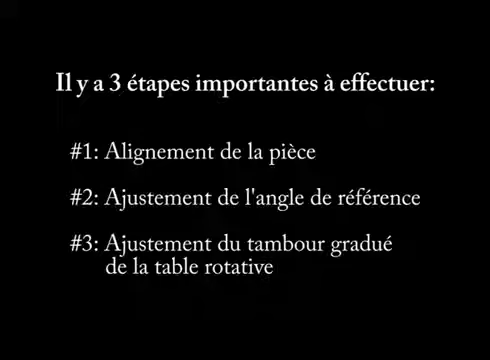 Il y a 3 étapes importantes à effectuer:
#1: Alignement de la pièce
#2: Ajustement de l'angle de référence
#3: Ajustement du tambour gradué
de la table rotative